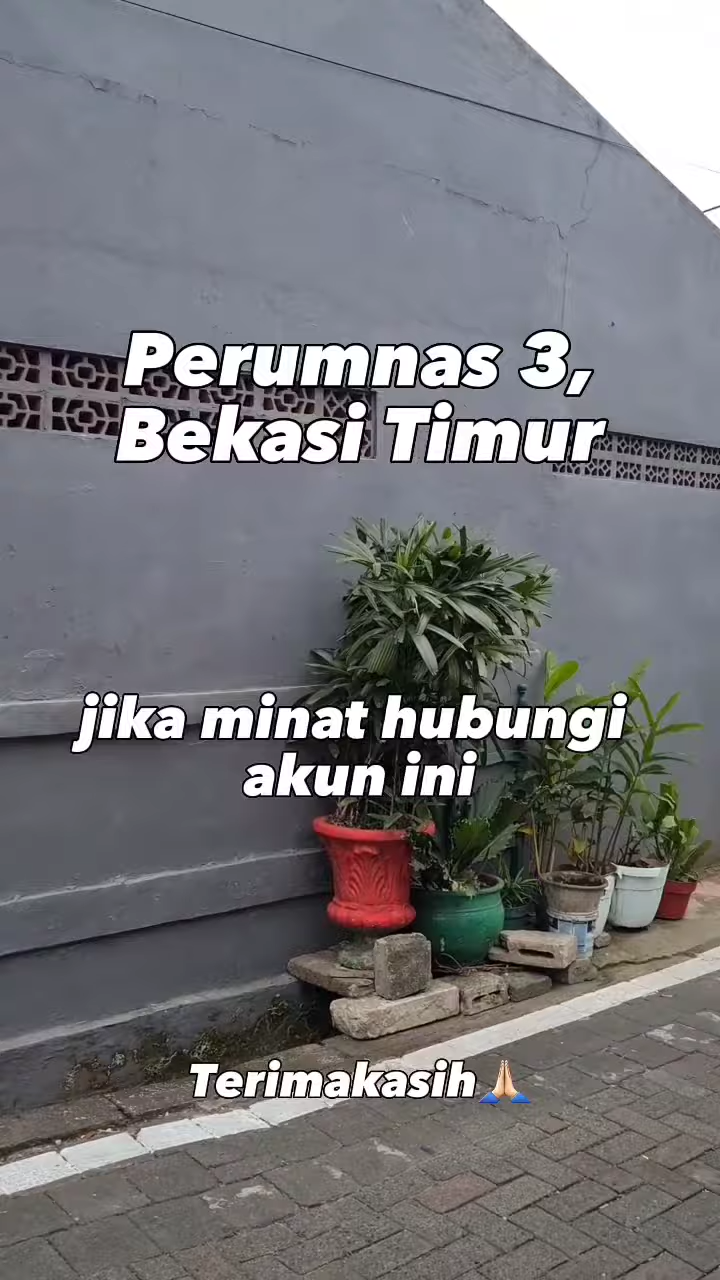 Perumnas 3,
Bekasi Timur
jika minat hubungi
akun ini
Terimakasih🙏🏻